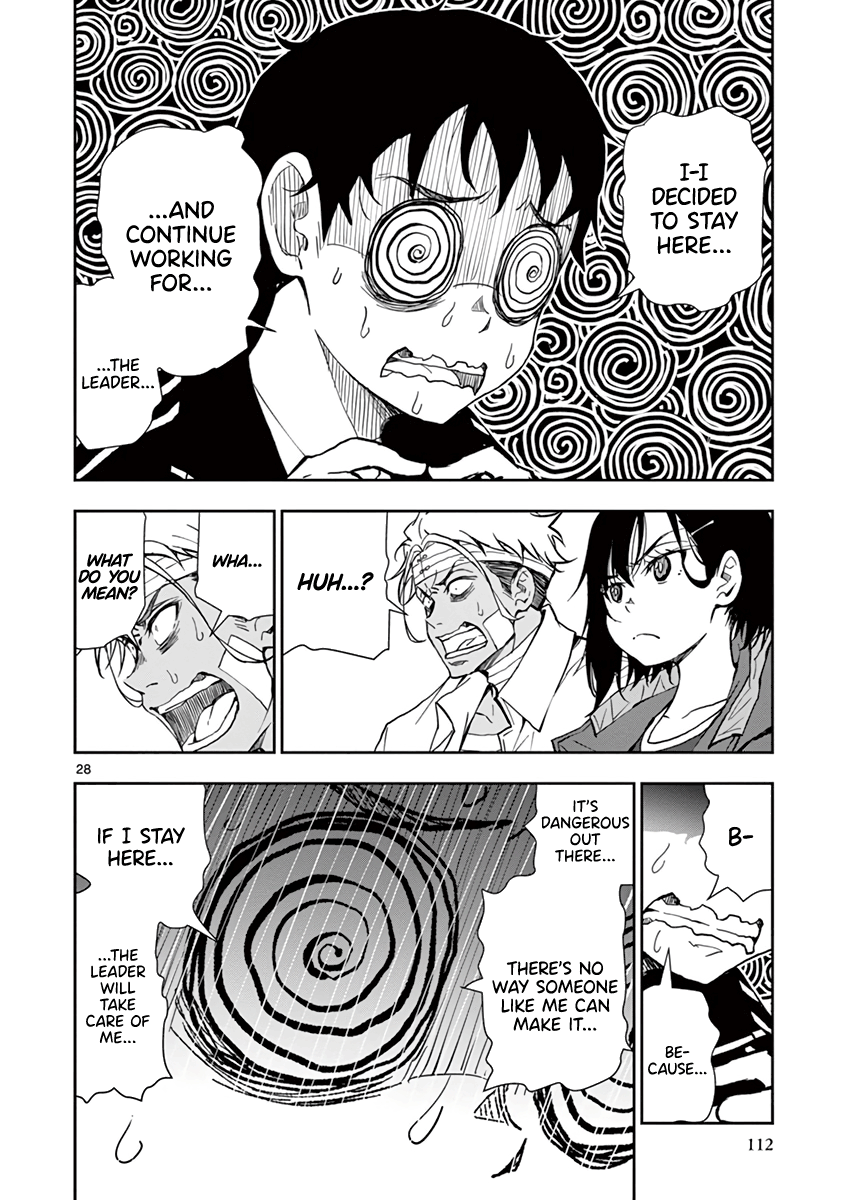 I-I
DECIDED
TO STAY
HERE...
...AND
CONTINUE
WORKING
FOR...
...THE
LEADER...
HUH...?
WHA...
WHAT
DO YOU
MEAN?
28
B-
BE-
CAUSE...
IT'S
DANGEROUS
OUT
THERE...
THERE'S NO
WAY SOMEONE
LIKE ME CAN
MAKE IT...
IF I STAY
HERE...
...THE
LEADER
WILL
TAKE
CARE OF
ME...
112